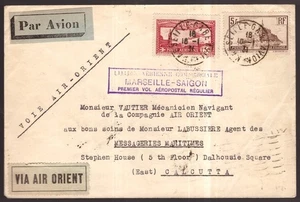 Par Avion
VOIE AIR-ORIENT
LIAISON AÉRIENNE COMMERCIALE
MARSEILLE-SAIGON
PREMIER VOL AÉROPOSTAL RÉGULIER
Monsieur VAUTIER Mécanicien Navigant
de la Compagnie AIR ORIENT
aux bons soins de Monsieur LABUSSIERE Agent des
MESSAGERIES MARITIMES
Stephen House ( 5 th Floor ) Dalhousie Square
(East) CALCUTTA
VIA AIR ORIENT